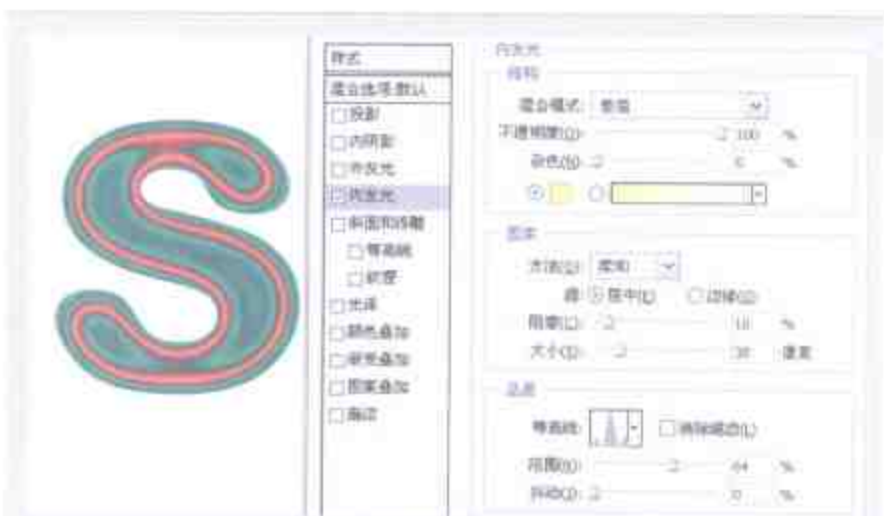 S
样式
混合选项:默认
投影
内阴影
外发光
内发光
斜面和浮雕
等高线
纹理
光泽
颜色叠加
渐变叠加
图案叠加
描边
内发光
结构
混合模式:
不透明度(O): 100 %
杂色(N): 0 %
图素
方法(Q): 柔和
源: 居中(E) 边缘(G)
阻塞(C): 10 %
大小(S): 像素
品质
等高线: 消除锯齿(L)
范围(R): 64 %
抖动(J): 0 %